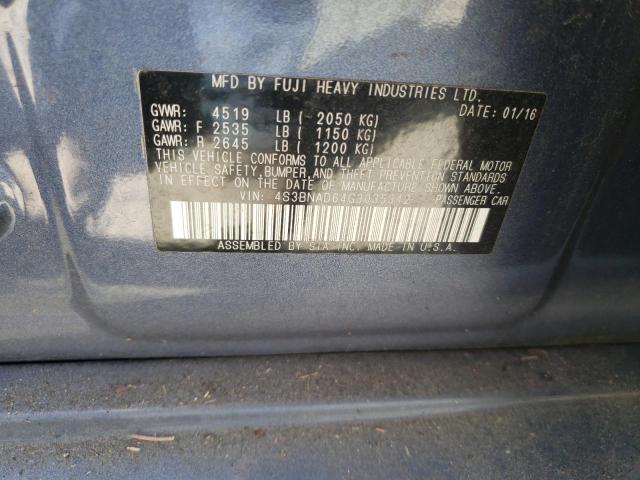 MFD BY FUJI HEAVY INDUSTRIES LTD.
GVWR: 4519 LB ( 2050 KG) DATE: 01/16
GAWR: F 2535 LB ( 1150 KG)
GAWR: R 2645 LB ( 1200 KG)
THIS VEHICLE CONFORMS TO ALL APPLICABLE FEDERAL MOTOR
VEHICLE SAFETY, BUMPER, AND THEFT PREVENTION STANDARDS
IN EFFECT ON THE DATE OF MANUFACTURE SHOWN ABOVE.
VIN: 4S3BNAD64G3035342 PASSENGER CAR
ASSEMBLED BY SIA INC. MADE IN U.S.A.